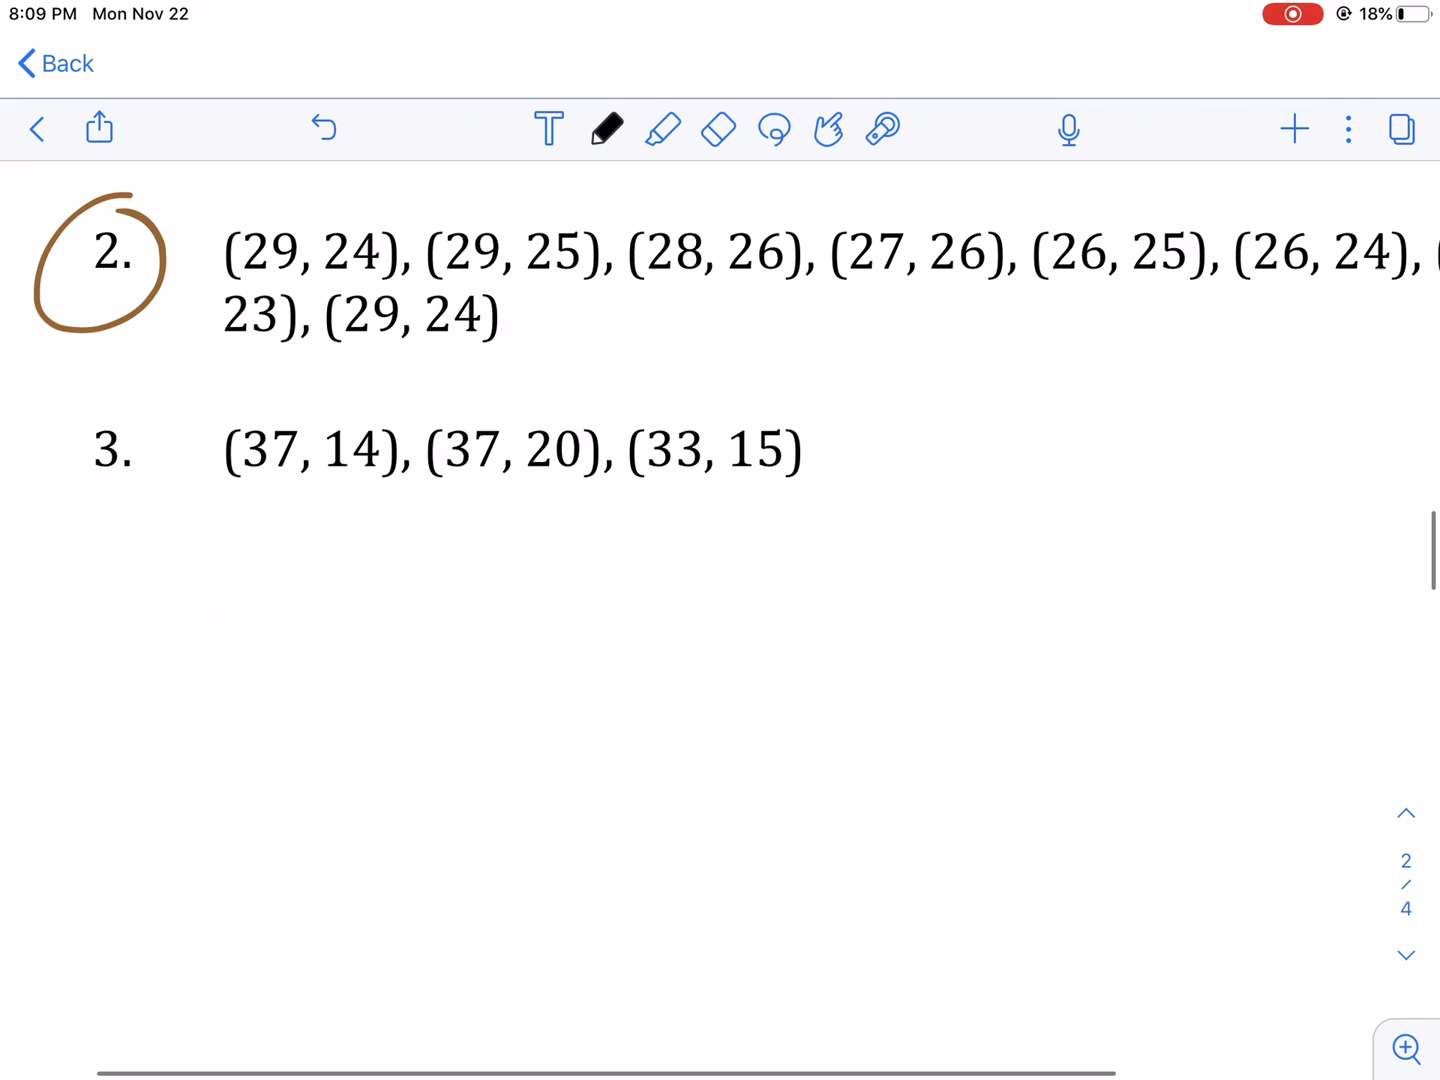 8:09 PM Mon Nov 22
18%
Back
2. (29, 24), (29, 25), (28, 26), (27, 26), (26, 25), (26, 24), (
23), (29, 24)
3. (37, 14), (37, 20), (33, 15)
2
/
4